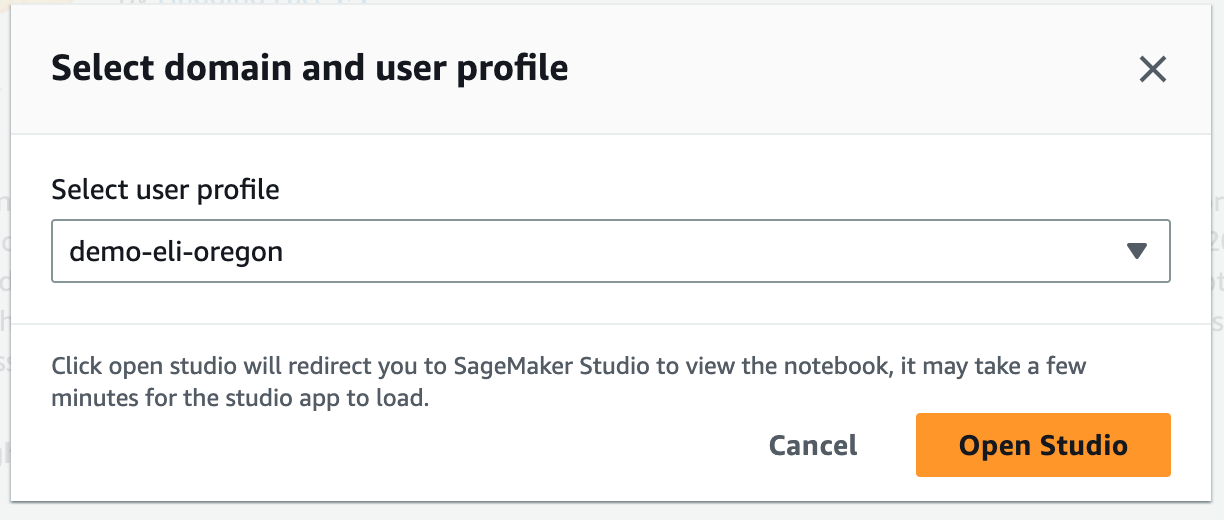 Select domain and user profile
Select user profile
demo-eli-oregon
Click open studio will redirect you to SageMaker Studio to view the notebook, it may take a few
minutes for the studio app to load.
Cancel
Open Studio